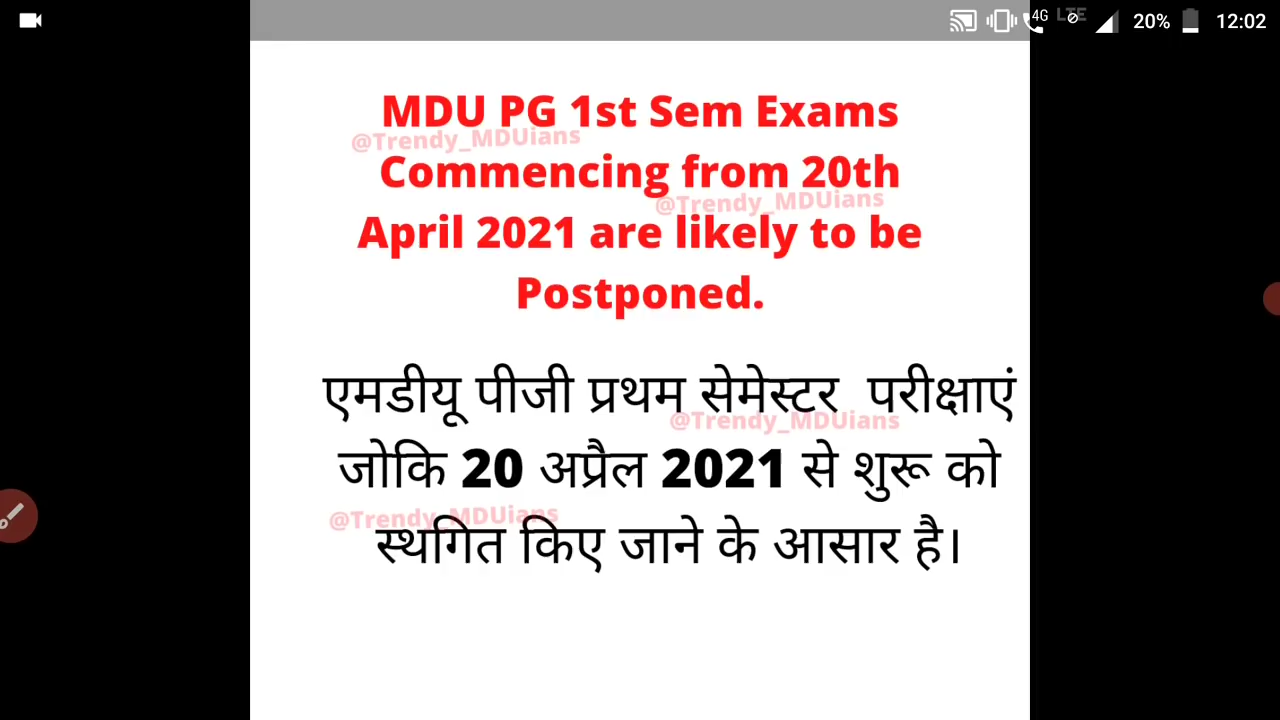 4G LTE 20% 12:02
MDU PG 1st Sem Exams
@Trendy_MDUians
Commencing from 20th
@Trendy_MDUians
April 2021 are likely to be
Postponed.
एमडीयू पीजी प्रथम सेमेस्टर परीक्षाएं
@Trendy_MDUians
जोकि 20 अप्रैल 2021 से शुरू को
@Trendy_MDUians
स्थगित किए जाने के आसार है।